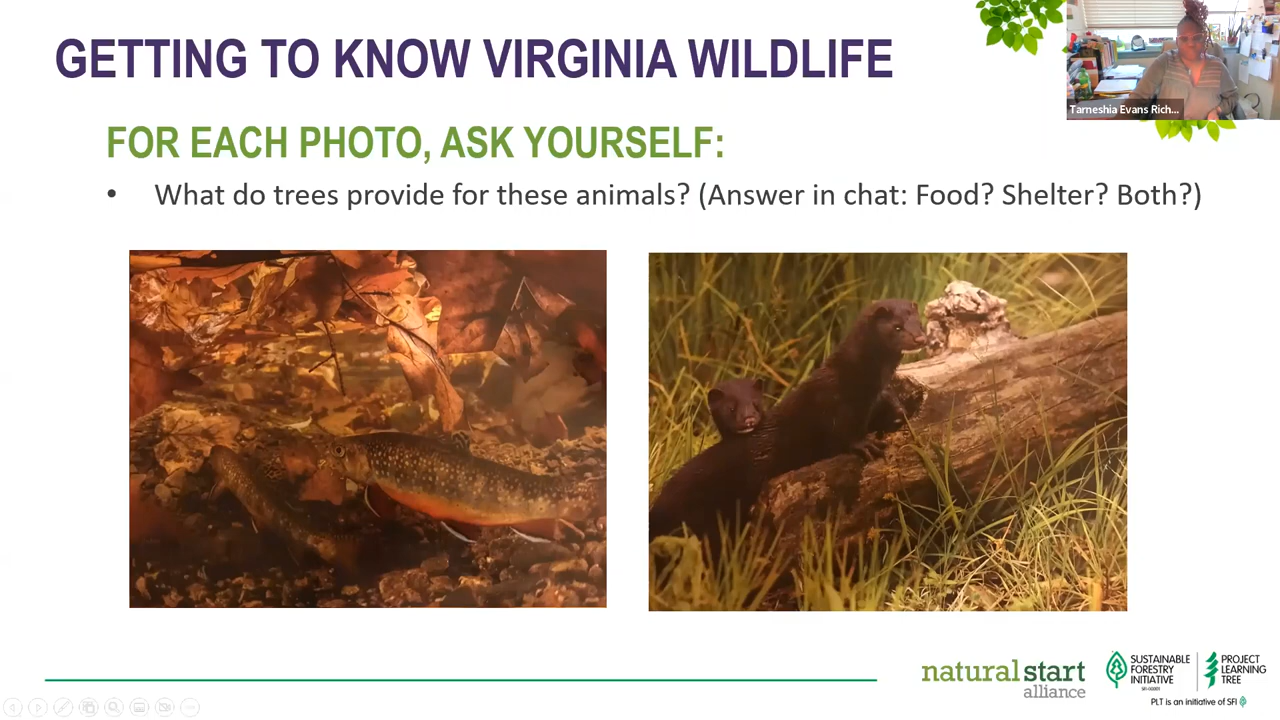 GETTING TO KNOW VIRGINIA WILDLIFE
Tameshia Evans Rich...
FOR EACH PHOTO, ASK YOURSELF:
• What do trees provide for these animals? (Answer in chat: Food? Shelter? Both?)
natural start
alliance
SUSTAINABLE
FORESTRY
INITIATIVE
PROJECT
LEARNING
TREE
PLT is an initiative of SFI